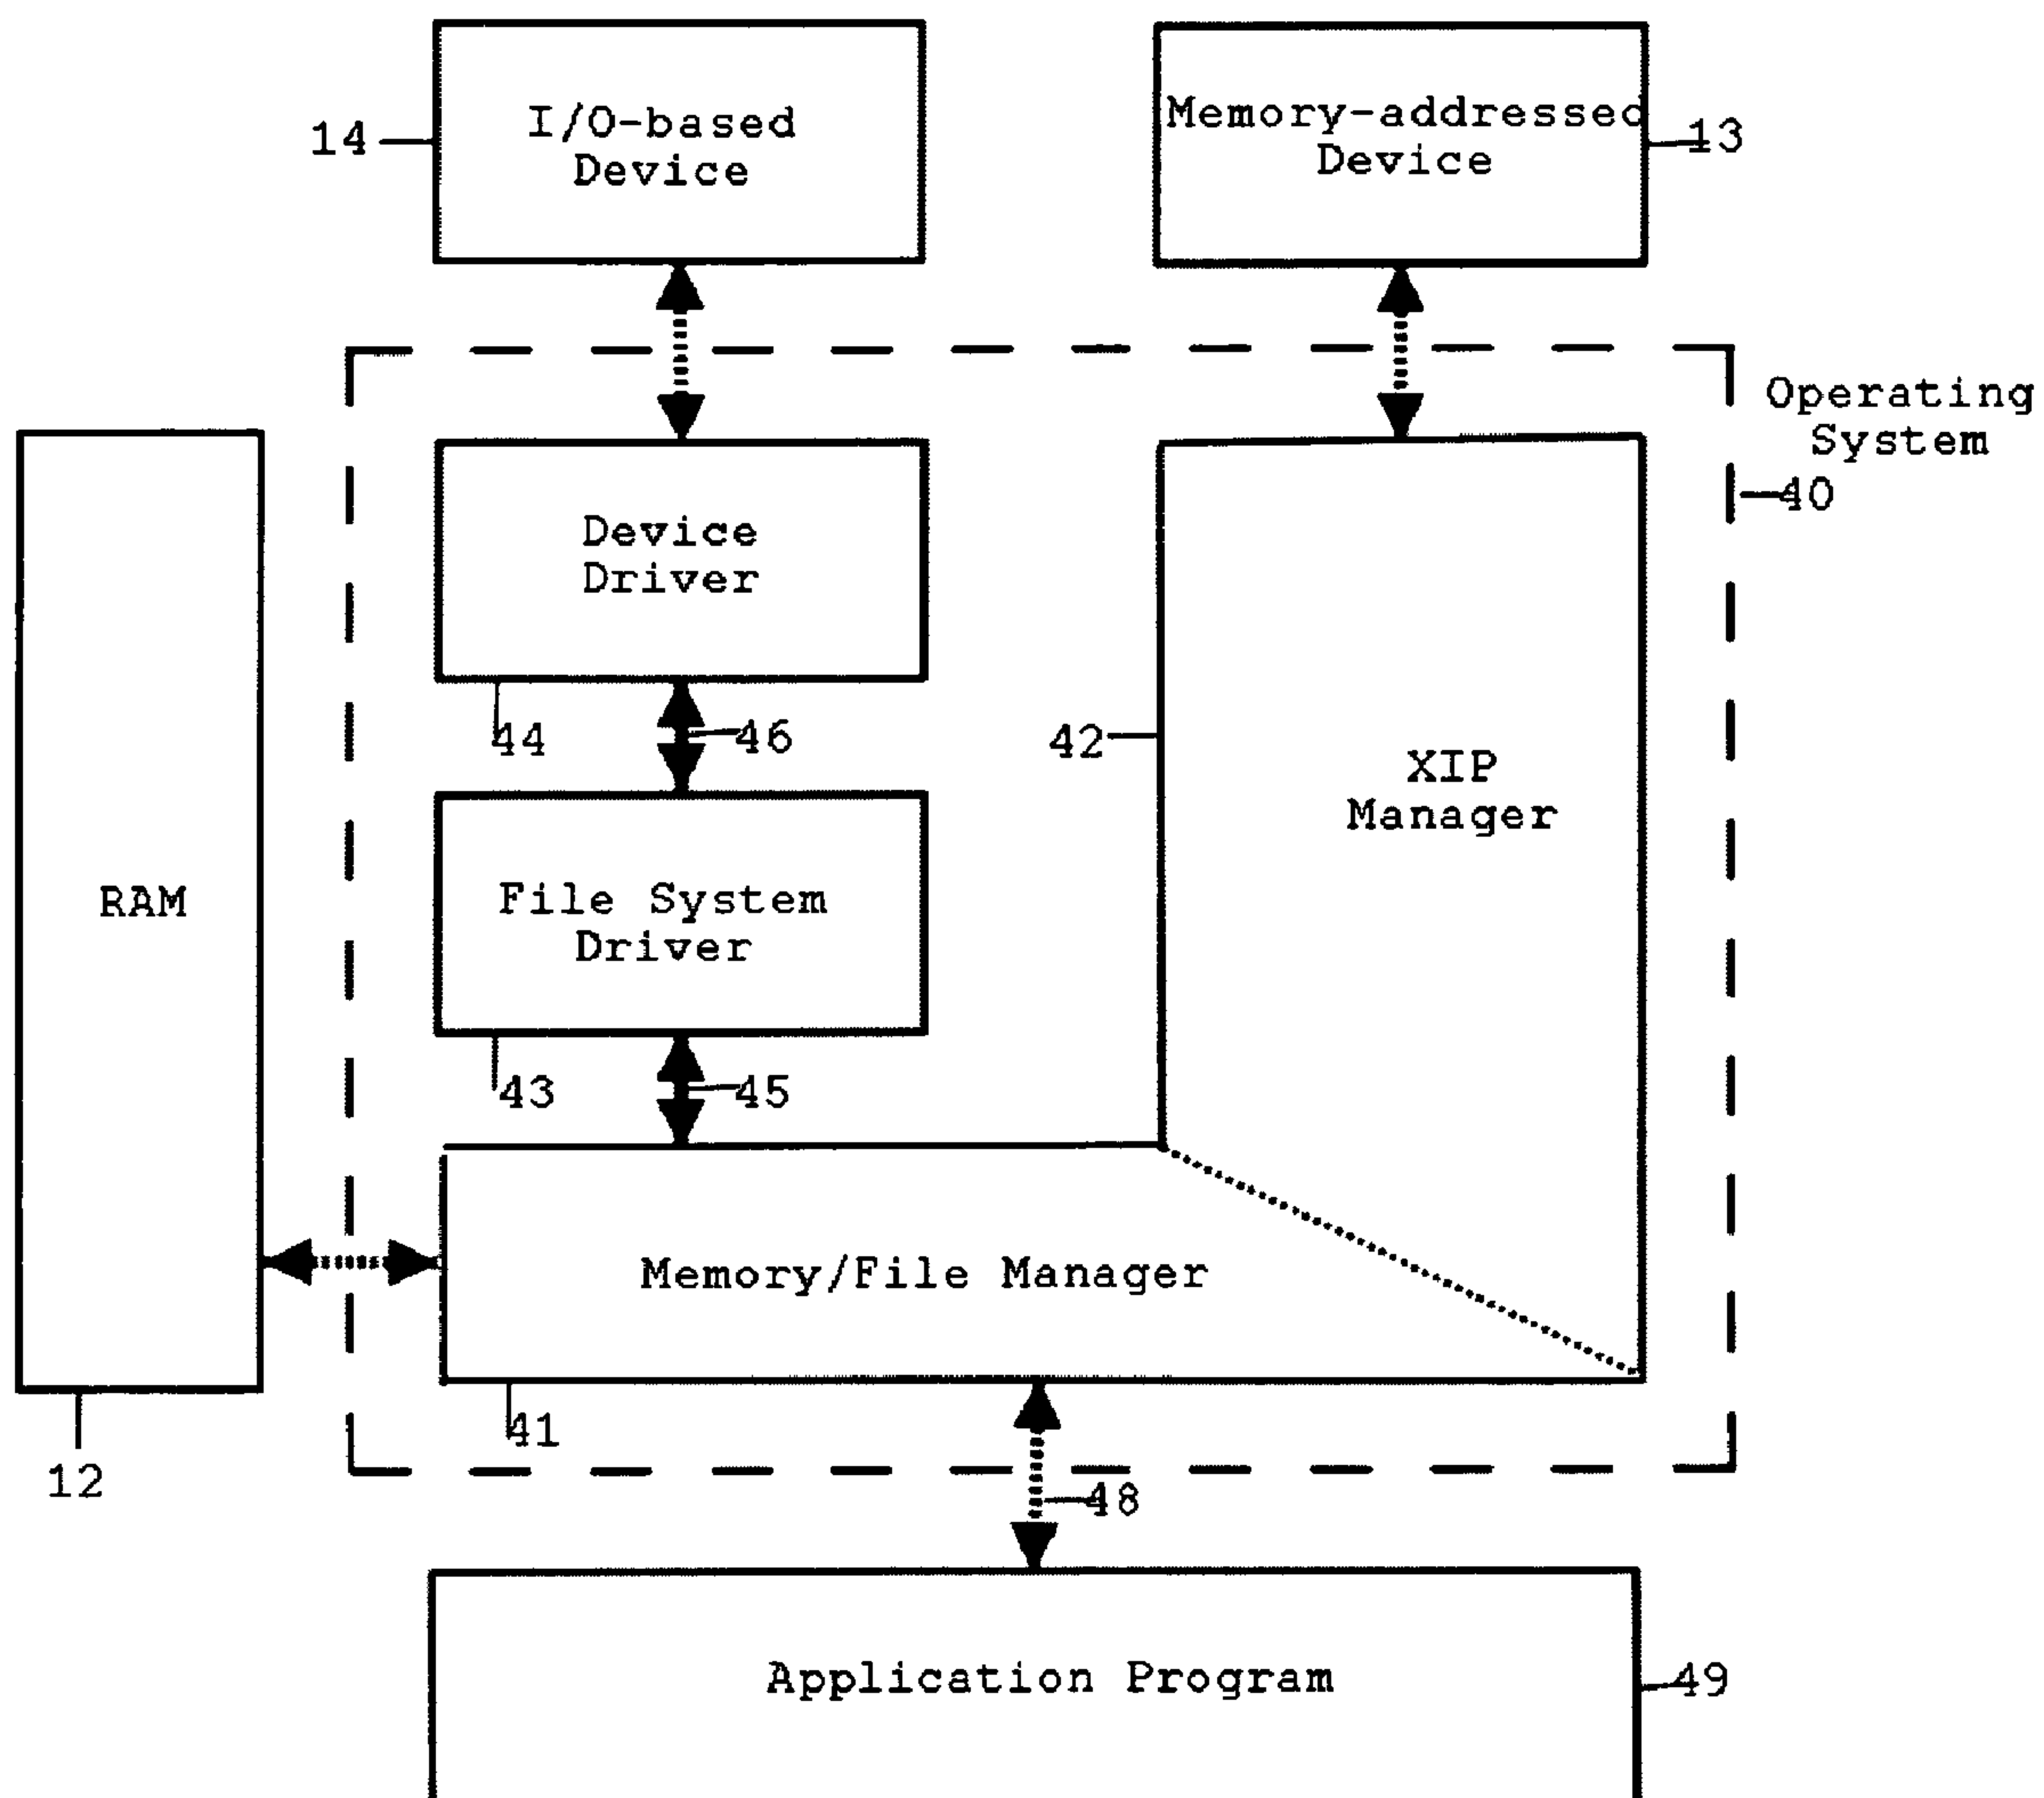 I/O-based
Device
14
Memory-addressed
Device
13
Operating
System
40
Device
Driver
44
46
42
XIP
Manager
RAM
File System
Driver
43
45
Memory/File Manager
41
12
48
Application Program
49